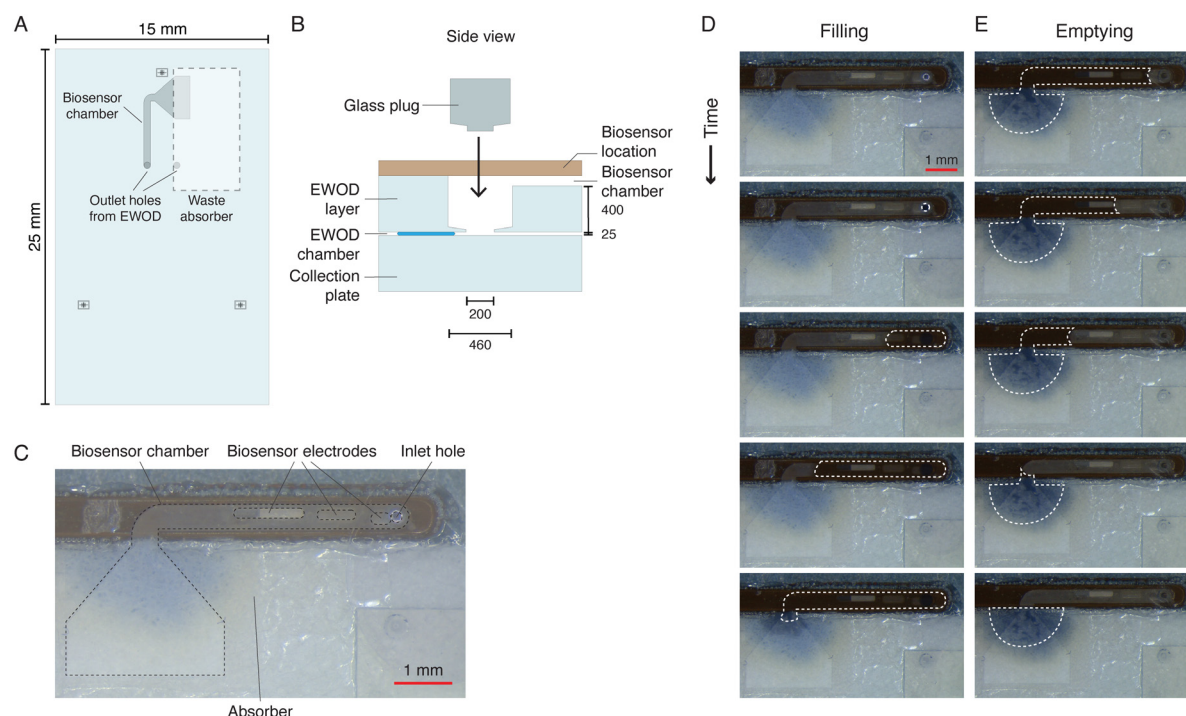 A
15 mm
25 mm
Biosensor
chamber
Outlet holes
from EWOD
Waste
absorber
B
Side view
Glass plug
Biosensor
location
Biosensor
chamber
EWOD
layer
400
EWOD
chamber
25
Collection
plate
200
460
C
Biosensor chamber
Biosensor electrodes
Inlet hole
1 mm
Absorber
D
Filling
Time
1 mm
E
Emptying